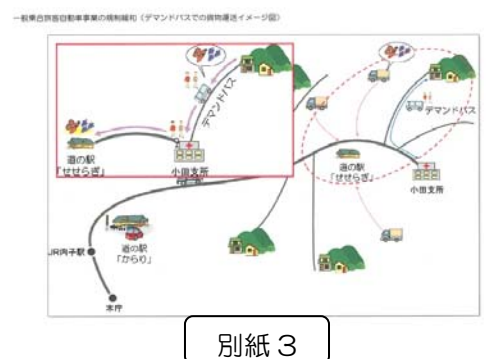 一般乗合旅客自動車事業の規制緩和（デマンドバスでの貨物運送イメージ図）
デマンドバス
道の駅
「せせらぎ」
小田支所
デマンドバス
道の駅
「せせらぎ」
小田支所
JR内子駅
道の駅
「からり」
本庁
別紙３